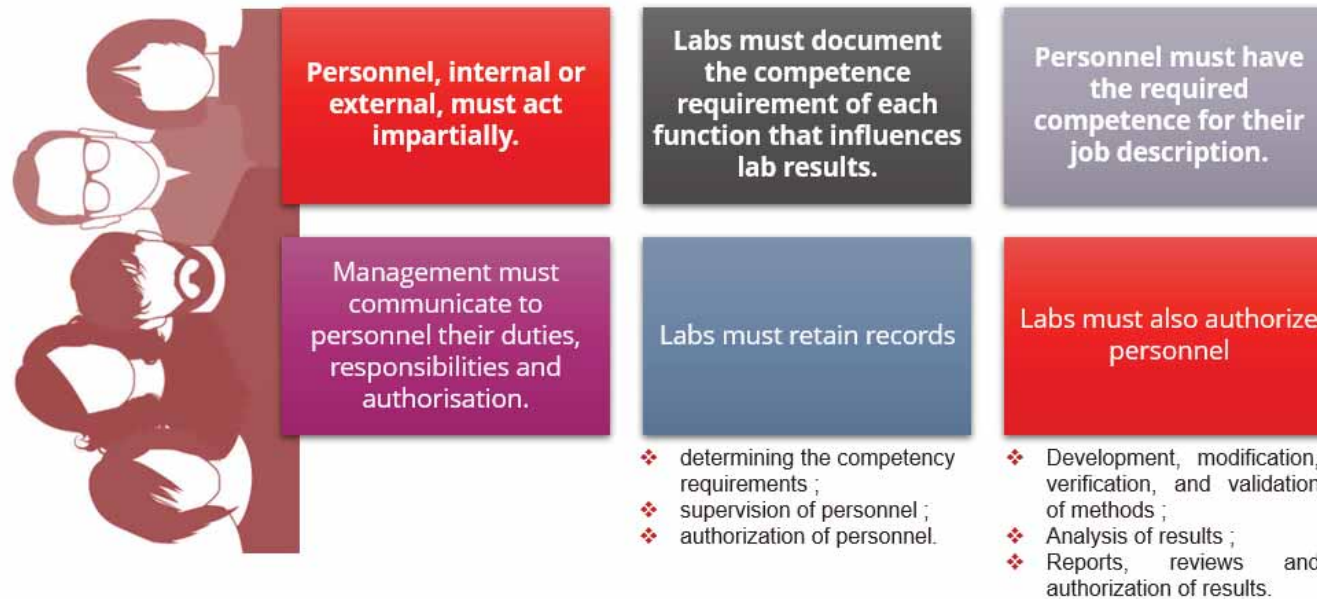 Personnel, internal or
external, must act
impartially.
Labs must document
the competence
requirement of each
function that influences
lab results.
Personnel must have
the required
competence for their
job description.
Management must
communicate to
personnel their duties,
responsibilities and
authorisation.
Labs must retain records
❖ determining the competency
requirements ;
❖ supervision of personnel ;
❖ authorization of personnel.
Labs must also authorize
personnel
❖ Development, modification,
verification, and validation
of methods ;
❖ Analysis of results ;
❖ Reports, reviews and
authorization of results.